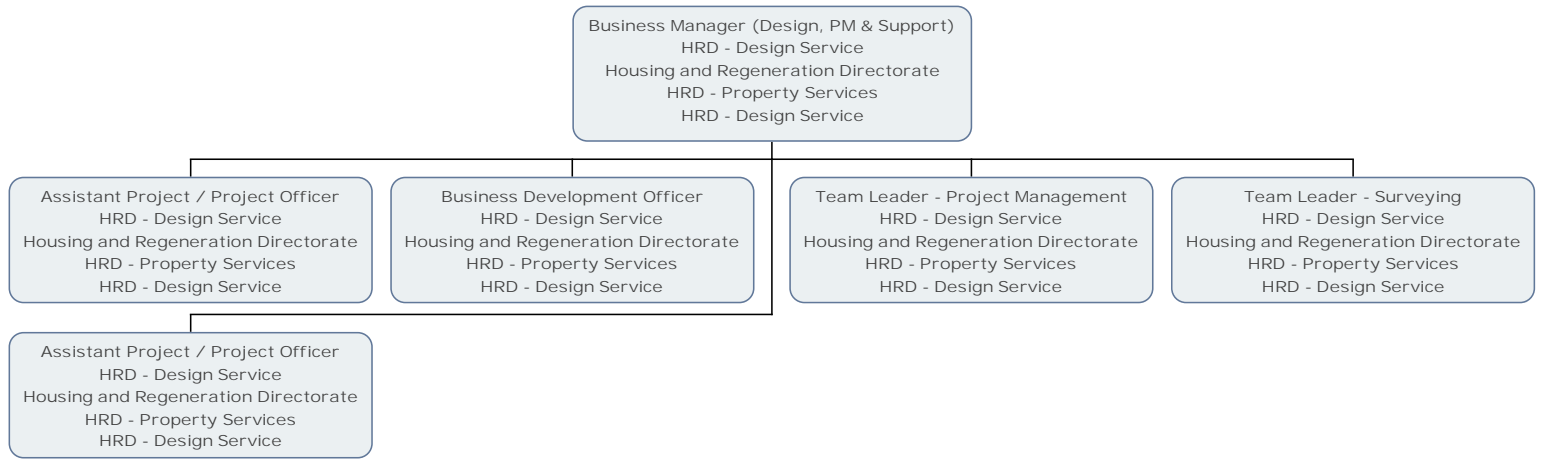 Business Manager (Design, PM & Support)
HRD - Design Service
Housing and Regeneration Directorate
HRD - Property Services
HRD - Design Service
Assistant Project / Project Officer
HRD - Design Service
Housing and Regeneration Directorate
HRD - Property Services
HRD - Design Service
Business Development Officer
HRD - Design Service
Housing and Regeneration Directorate
HRD - Property Services
HRD - Design Service
Team Leader - Project Management
HRD - Design Service
Housing and Regeneration Directorate
HRD - Property Services
HRD - Design Service
Team Leader - Surveying
HRD - Design Service
Housing and Regeneration Directorate
HRD - Property Services
HRD - Design Service
Assistant Project / Project Officer
HRD - Design Service
Housing and Regeneration Directorate
HRD - Property Services
HRD - Design Service